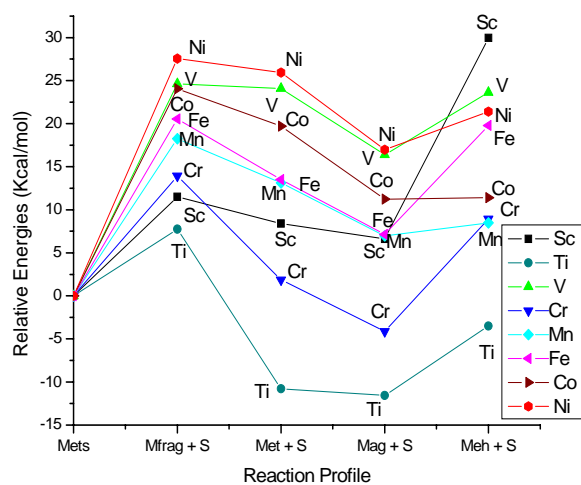 Relative Energies (Kcal/mol)
30
25
20
15
10
5
0
-5
-10
-15
Sc
Ni
Ni
V
V
V
Co
Fe
Co
Ni
Ni
V
Fe
Mn
Cr
Fe
Mn
Co
Co
Sc
Sc
Fe
Mn
Sc
Cr
Mn
Ti
Cr
Cr
Ti
Ti
Ti
Sc
Ti
V
Cr
Mn
Fe
Co
Ni
Mets
Mfrag + S
Met + S
Mag + S
Meh + S
Reaction Profile